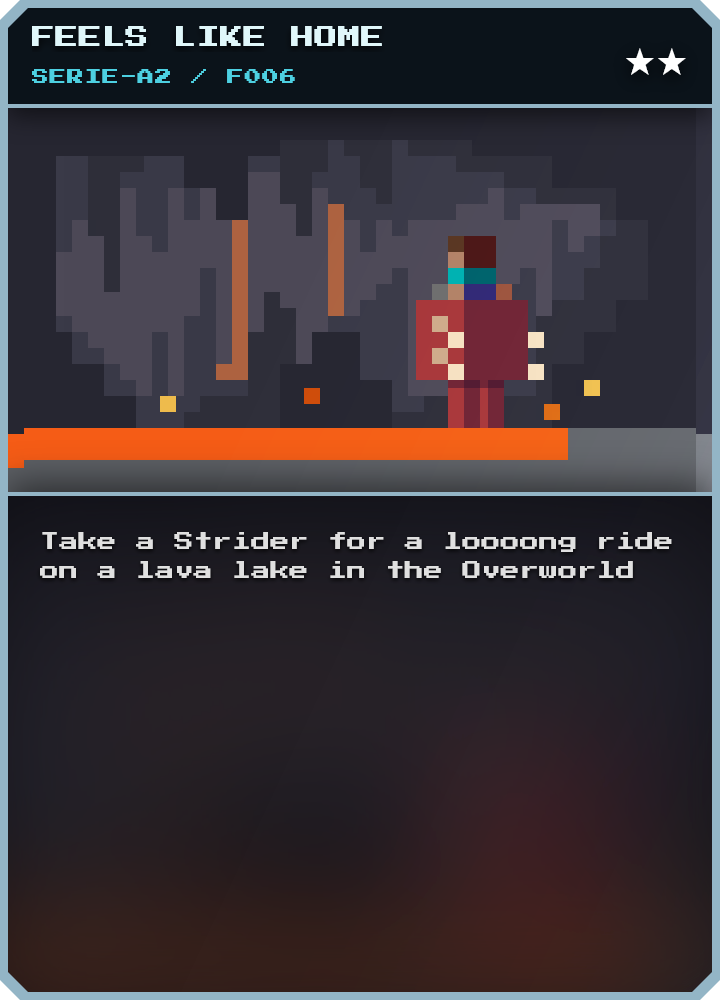 FEELS LIKE HOME
SERIE-A2 / F006
Take a Strider for a loooong ride
on a lava lake in the Overworld